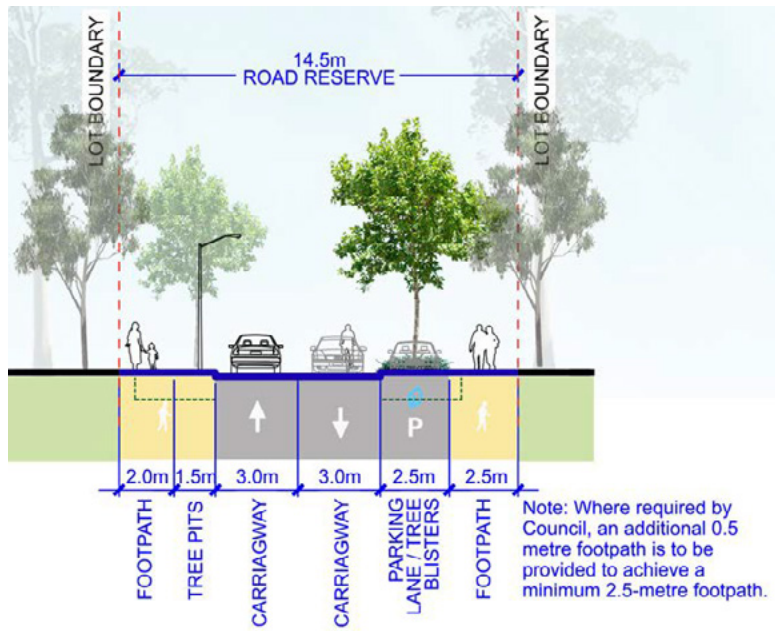 14.5m
ROAD RESERVE
LOT BOUNDARY
LOT BOUNDARY
P
2.0m
1.5m
3.0m
3.0m
2.5m
2.5m
FOOTPATH
TREE PITS
CARRIAGWAY
CARRIAGWAY
PARKING
LANE / TREE
BLISTERS
FOOTPATH
Note: Where required by
Council, an additional 0.5
metre footpath is to be
provided to achieve a
minimum 2.5-metre footpath.